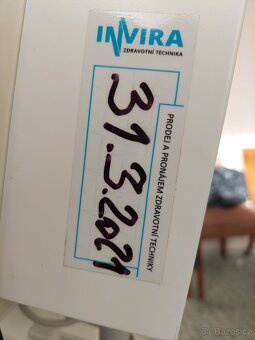 INVIRA
ZDRAVOTNÍ TECHNIKA
PRODEJ A PRONÁJEM ZDRAVOTNÍ TECHNIKY
31.3.2021
© Bazos.cz